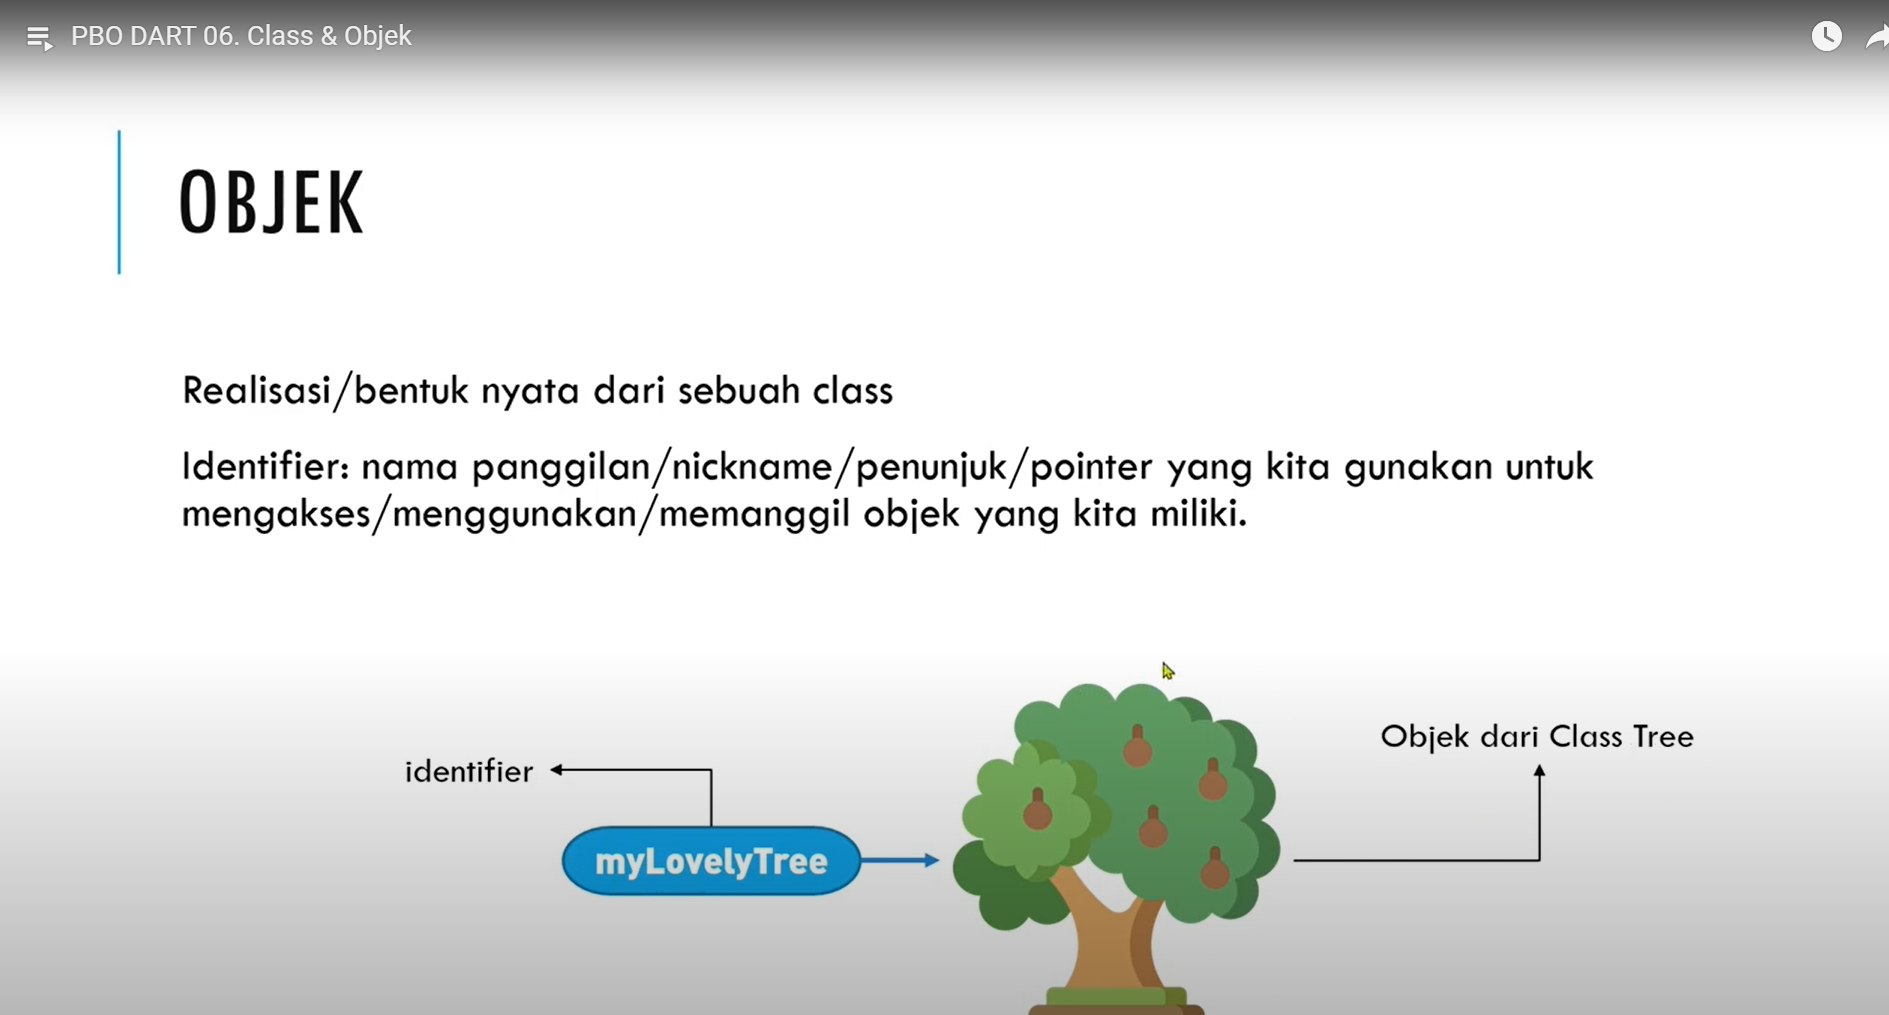 PBO DART 06. Class & Objek
OBJEK
Realisasi/bentuk nyata dari sebuah class
Identifier: nama panggilan/nickname/penunjuk/pointer yang kita gunakan untuk
mengakses/menggunakan/memanggil objek yang kita miliki.
Objek dari Class Tree
identifier
myLovelyTree